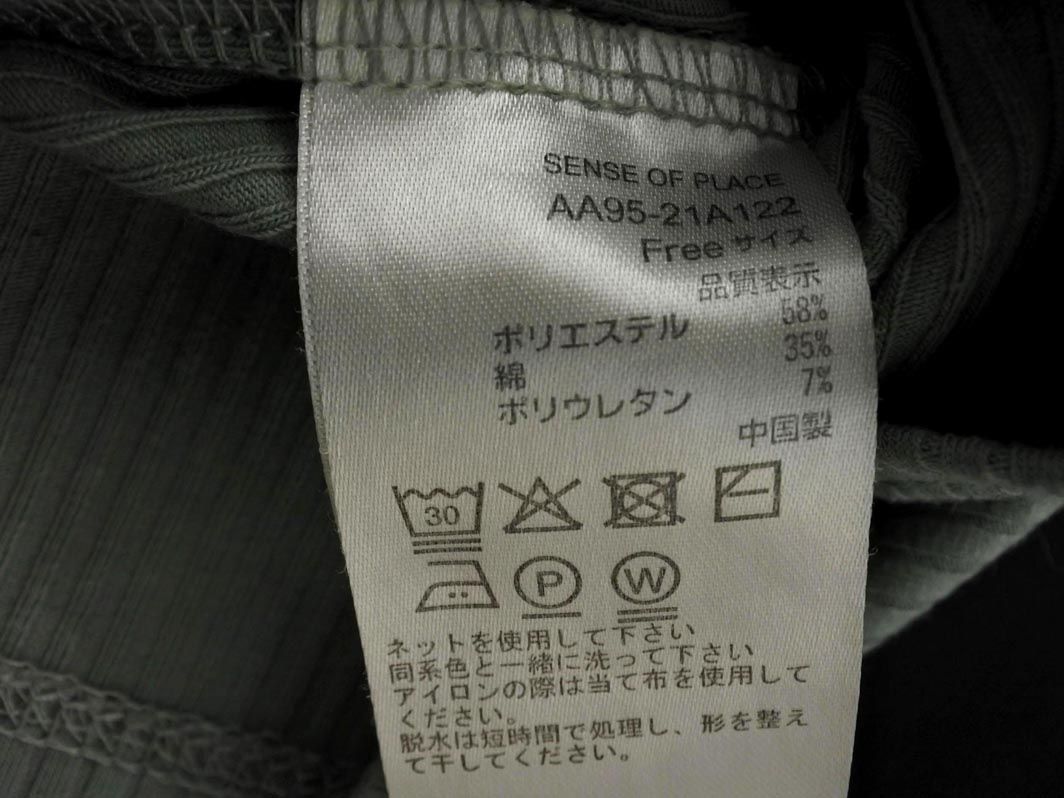 SENSE OF PLACE
AA95-21A122
Free サイズ
品質表示
ポリエステル 58%
綿 35%
ポリウレタン 7%
中国製
30
P W
ネットを使用して下さい
同系色と一緒に洗って下さい
アイロンの際は当て布を使用して
ください。
脱水は短時間で処理し、形を整え
て干してください。